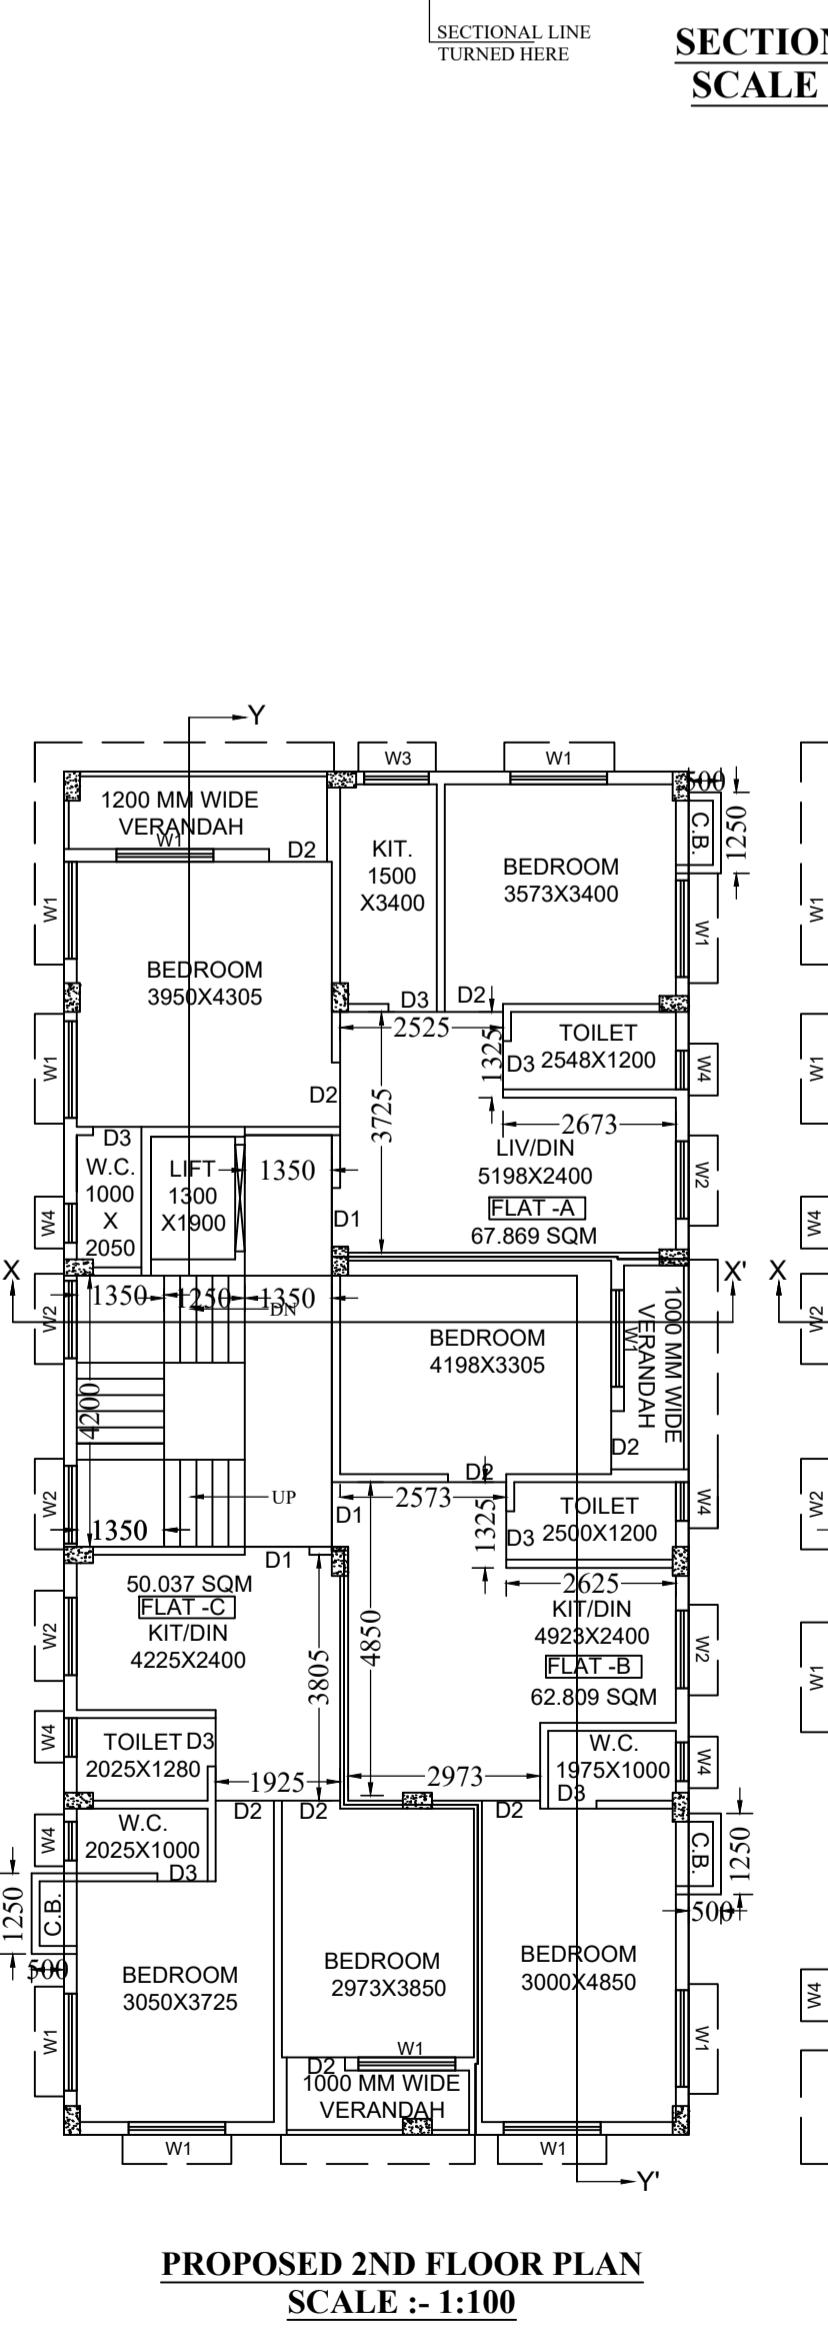 SECTIONAL LINE
TURNED HERE
SECTION
SCALE
Y
W3
W1
500
1200 MM WIDE
VERANDAH
W1
D2
C.B.
1250
KIT.
1500
X3400
BEDROOM
3573X3400
W1
W1
W1
BEDROOM
3950X4305
D3
D2
2525
1325
TOILET
2548X1200
D3
W1
W4
W1
D2
3725
2673
D3
W.C.
1000
X
2050
LIFT
1300
X1900
1350
LIV/DIN
5198X2400
FLAT -A
67.869 SQM
W2
D1
W4
W4
X
X'
X
1350
1250
1350
DN
W2
W2
BEDROOM
4198X3305
W1
1000 MM WIDE
VERANDAH
4200
D2
D2
2573
D1
1325
TOILET
2500X1200
D3
W4
W2
W2
UP
1350
D1
2625
50.037 SQM
FLAT -C
KIT/DIN
4225X2400
W2
3805
4850
KIT/DIN
4923X2400
FLAT -B
62.809 SQM
W2
W1
TOILET D3
2025X1280
W4
1925
2973
W.C.
1975X1000
D3
W4
D2
D2
D2
W.C.
2025X1000
D3
W4
C.B.
1250
500
C.B.
1250
500
BEDROOM
3050X3725
BEDROOM
2973X3850
BEDROOM
3000X4850
W1
W1
W4
W1
D2
1000 MM WIDE
VERANDAH
W1
W1
Y'
PROPOSED 2ND FLOOR PLAN
SCALE :- 1:100